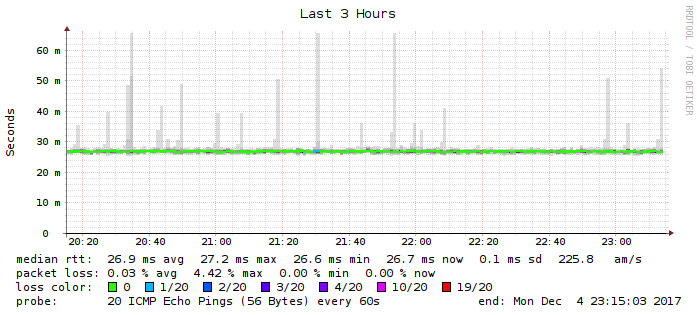 Last 3 Hours
RRDTOOL / TOBI OETIKER
Seconds
60 m
50 m
40 m
30 m
20 m
10 m
0
20:20 20:40 21:00 21:20 21:40 22:00 22:20 22:40 23:00
median rtt: 26.9 ms avg 27.2 ms max 26.6 ms min 26.7 ms now 0.1 ms sd 225.8 am/s
packet loss: 0.03 % avg 4.42 % max 0.00 % min 0.00 % now
loss color: 0 1/20 2/20 3/20 4/20 10/20 19/20
probe: 20 ICMP Echo Pings (56 Bytes) every 60s end: Mon Dec 4 23:15:03 2017